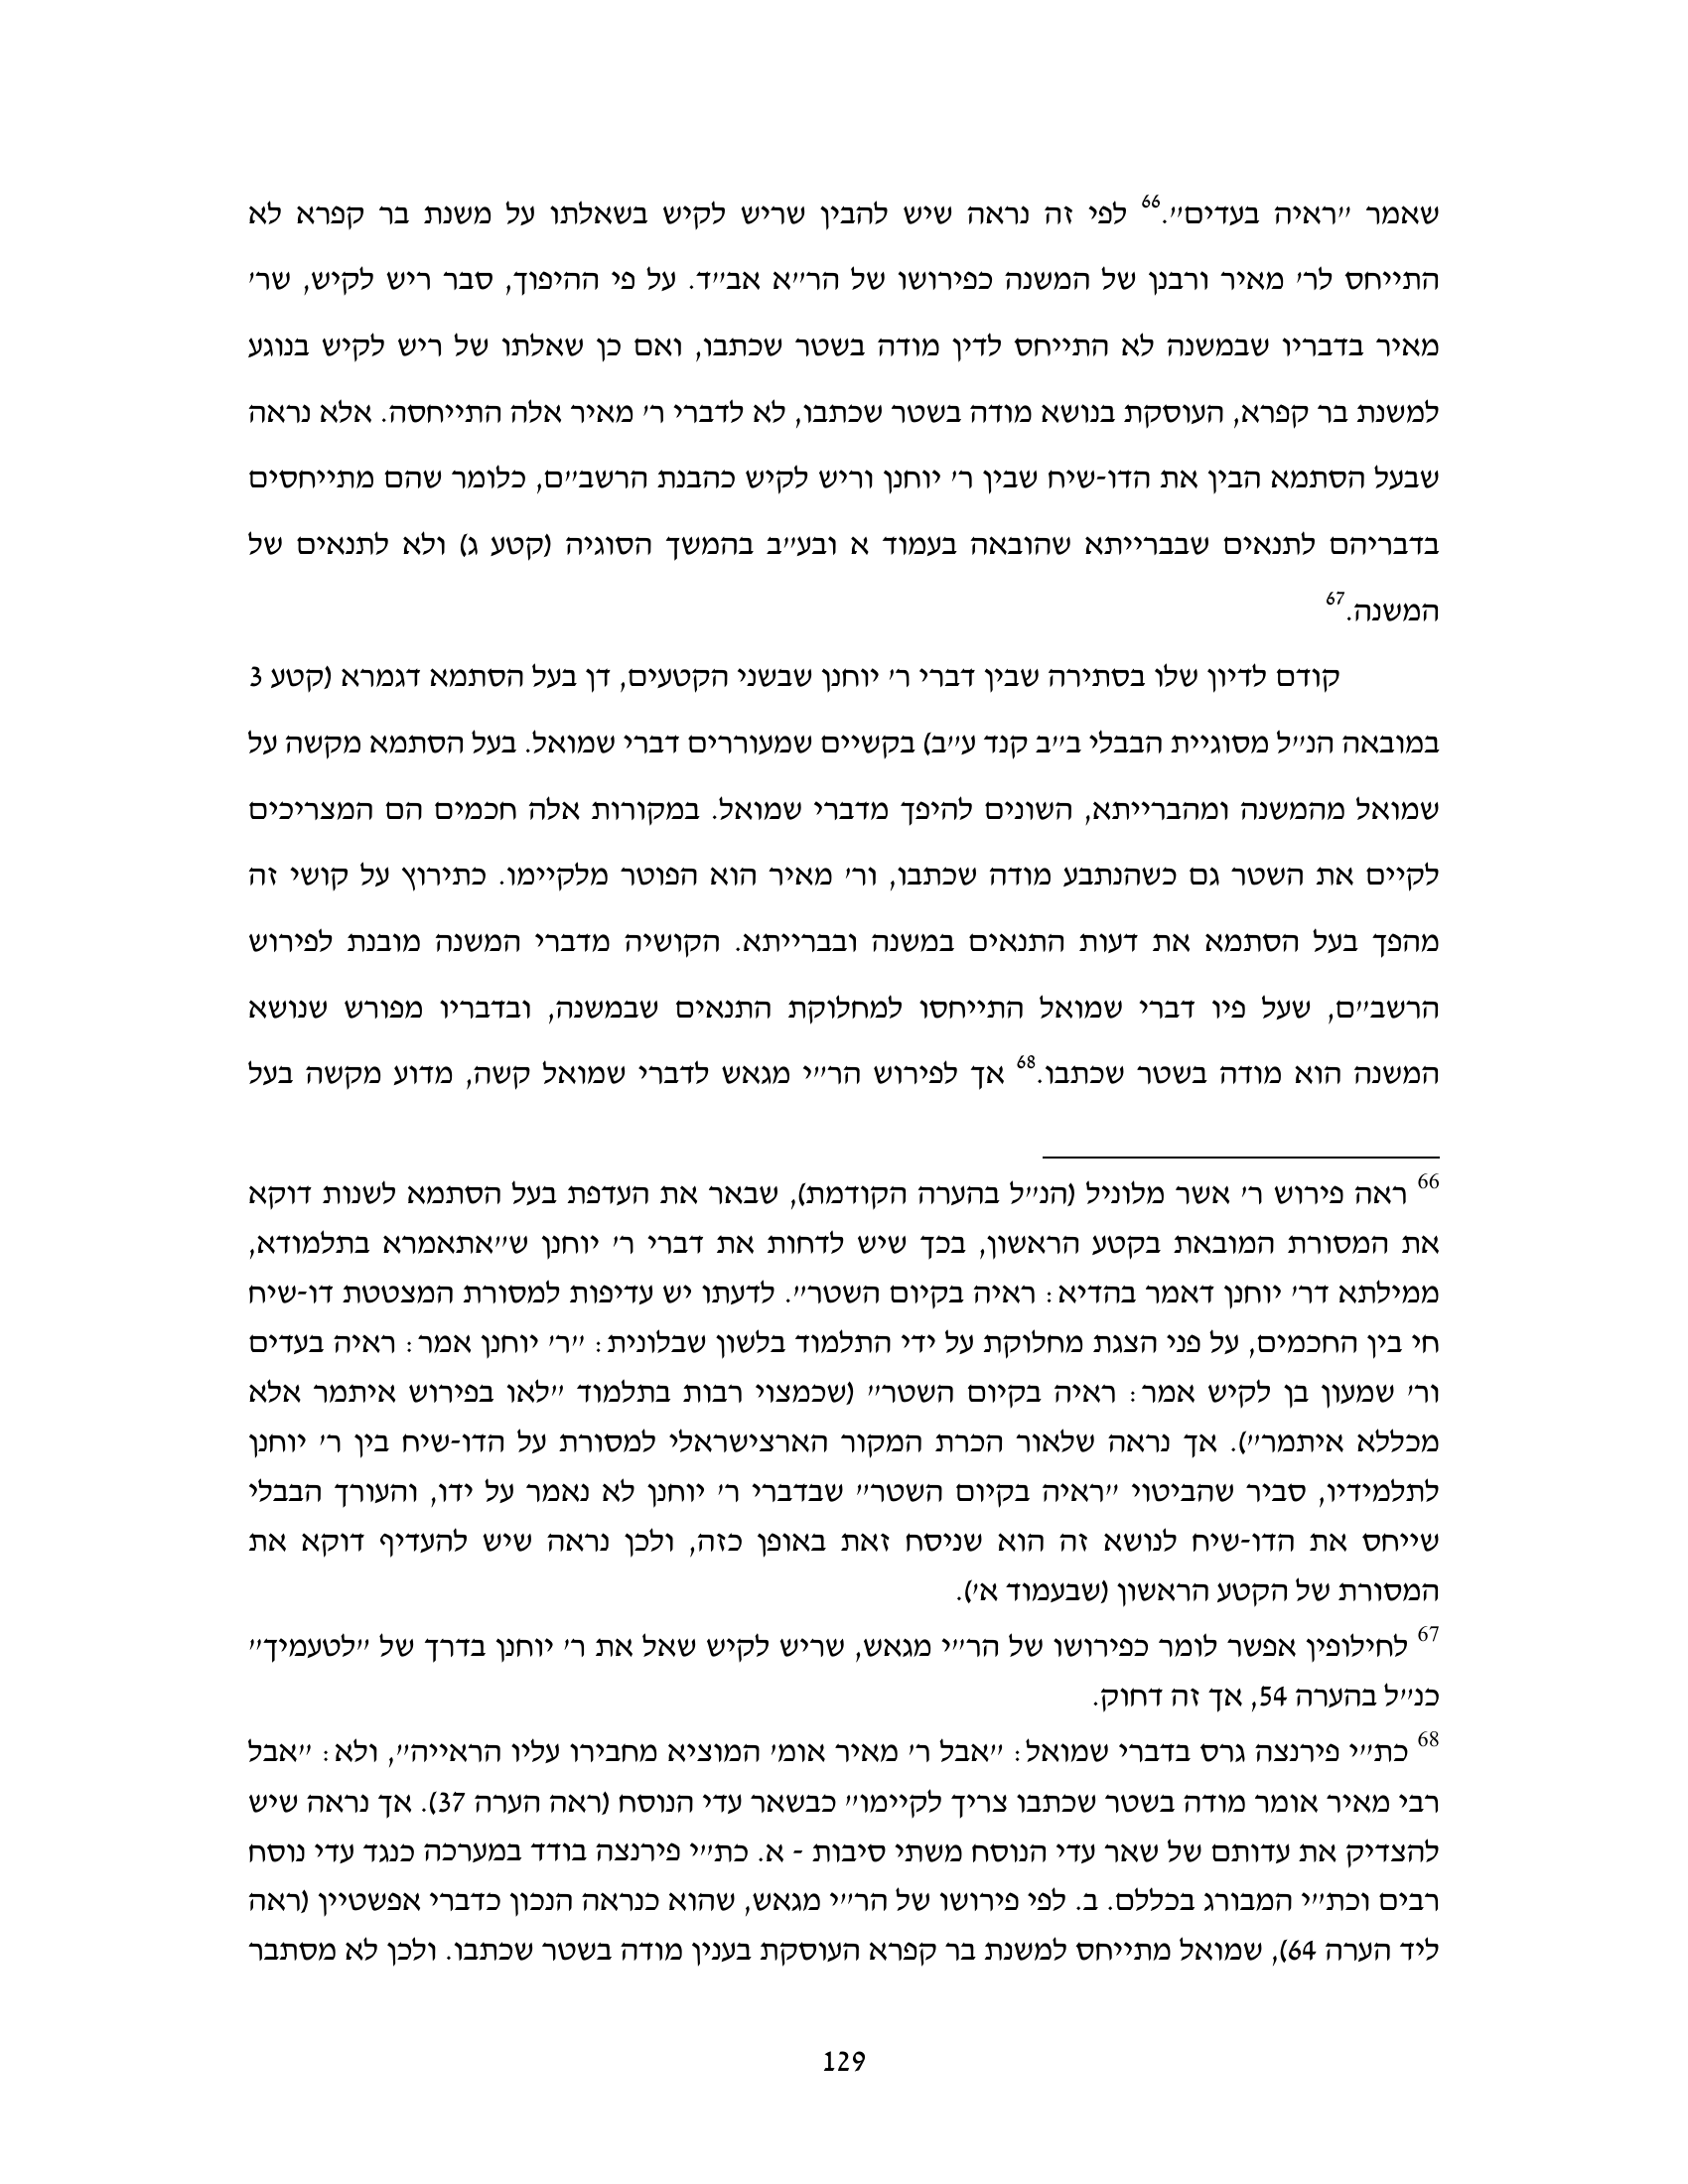 שאמר "ראיה בעדים".66 לפי זה נראה שיש להבין שריש לקיש בשאלתו על משנת בר קפרא לא
התייחס לר' מאיר ורבנן של המשנה כפירושו של הר"א אב"ד. על פי ההיפוך, סבר ריש לקיש, שר'
מאיר בדבריו שבמשנה לא התייחס לדין מודה בשטר שכתבו, ואם כן שאלתו של ריש לקיש בנוגע
למשנת בר קפרא, העוסקת בנושא מודה בשטר שכתבו, לא לדברי ר' מאיר אלה התייחסה. אלא נראה
שבעל הסתמא הבין את הדו-שיח שבין ר' יוחנן וריש לקיש כהבנת הרשב"ם, כלומר שהם מתייחסים
בדבריהם לתנאים שבברייתא שהובאה בעמוד א ובע"ב בהמשך הסוגיה (קטע ג) ולא לתנאים של
המשנה.67
קודם לדיון שלו בסתירה שבין דברי ר' יוחנן שבשני הקטעים, דן בעל הסתמא דגמרא (קטע 3
במובאה הנ"ל מסוגיית הבבלי ב"ב קנד ע"ב) בקשיים שמעוררים דברי שמואל. בעל הסתמא מקשה על
שמואל מהמשנה ומהברייתא, השונים להיפך מדברי שמואל. במקורות אלה חכמים הם המצריכים
לקיים את השטר גם כשהנתבע מודה שכתבו, ור' מאיר הוא הפוטר מלקיימו. כתירוץ על קושי זה
מהפך בעל הסתמא את דעות התנאים במשנה ובברייתא. הקושיה מדברי המשנה מובנת לפירוש
הרשב"ם, שעל פיו דברי שמואל התייחסו למחלוקת התנאים שבמשנה, ובדבריו מפורש שנושא
המשנה הוא מודה בשטר שכתבו.68 אך לפירוש הר"י מגאש לדברי שמואל קשה, מדוע מקשה בעל
66 ראה פירוש ר' אשר מלוניל (הנ"ל בהערה הקודמת), שבאר את העדפת בעל הסתמא לשנות דוקא
את המסורת המובאת בקטע הראשון, בכך שיש לדחות את דברי ר' יוחנן ש"אתאמרא בתלמודא,
ממילתא דר' יוחנן דאמר בהדיא: ראיה בקיום השטר". לדעתו יש עדיפות למסורת המצטטת דו-שיח
חי בין החכמים, על פני הצגת מחלוקת על ידי התלמוד בלשון שבלונית: "ר' יוחנן אמר: ראיה בעדים
ור' שמעון בן לקיש אמר: ראיה בקיום השטר" (שכמצוי רבות בתלמוד "לאו בפירוש איתמר אלא
מכללא איתמר"). אך נראה שלאור הכרת המקור הארצישראלי למסורת על הדו-שיח בין ר' יוחנן
לתלמידיו, סביר שהביטוי "ראיה בקיום השטר" שבדברי ר' יוחנן לא נאמר על ידו, והעורך הבבלי
שייחס את הדו-שיח לנושא זה הוא שניסח זאת באופן כזה, ולכן נראה שיש להעדיף דוקא את
המסורת של הקטע הראשון (שבעמוד א').
67 לחילופין אפשר לומר כפירושו של הר"י מגאש, שריש לקיש שאל את ר' יוחנן בדרך של "לטעמיך"
כנ"ל בהערה 54, אך זה דחוק.
68 כת"י פירנצה גרס בדברי שמואל: "אבל ר' מאיר אומ' המוציא מחבירו עליו הראייה", ולא: "אבל
רבי מאיר אומר מודה בשטר שכתבו צריך לקיימו" כבשאר עדי הנוסח (ראה הערה 37). אך נראה שיש
להצדיק את עדותם של שאר עדי הנוסח משתי סיבות - א. כת"י פירנצה בודד במערכה כנגד עדי נוסח
רבים וכת"י המבורג בכללם. ב. לפי פירושו של הר"י מגאש, שהוא כנראה הנכון כדברי אפשטיין (ראה
ליד הערה 64), שמואל מתייחס למשנת בר קפרא העוסקת בענין מודה בשטר שכתבו. ולכן לא מסתבר
129